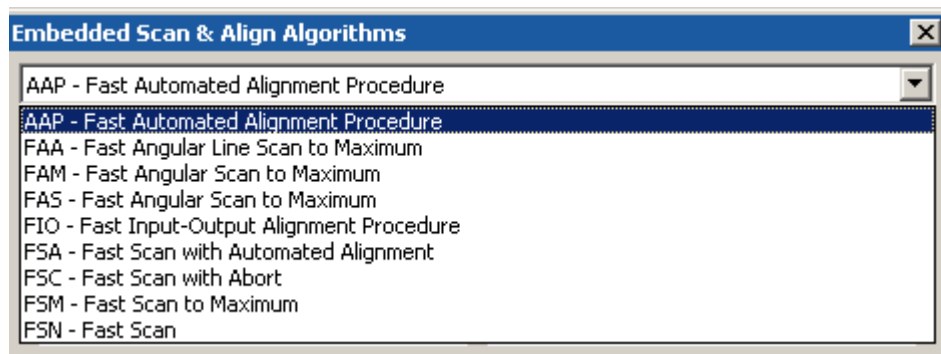 Embedded Scan & Align Algorithms
AAP - Fast Automated Alignment Procedure
AAP - Fast Automated Alignment Procedure
FAA - Fast Angular Line Scan to Maximum
FAM - Fast Angular Scan to Maximum
FAS - Fast Angular Scan to Maximum
FIO - Fast Input-Output Alignment Procedure
FSA - Fast Scan with Automated Alignment
FSC - Fast Scan with Abort
FSM - Fast Scan to Maximum
FSN - Fast Scan